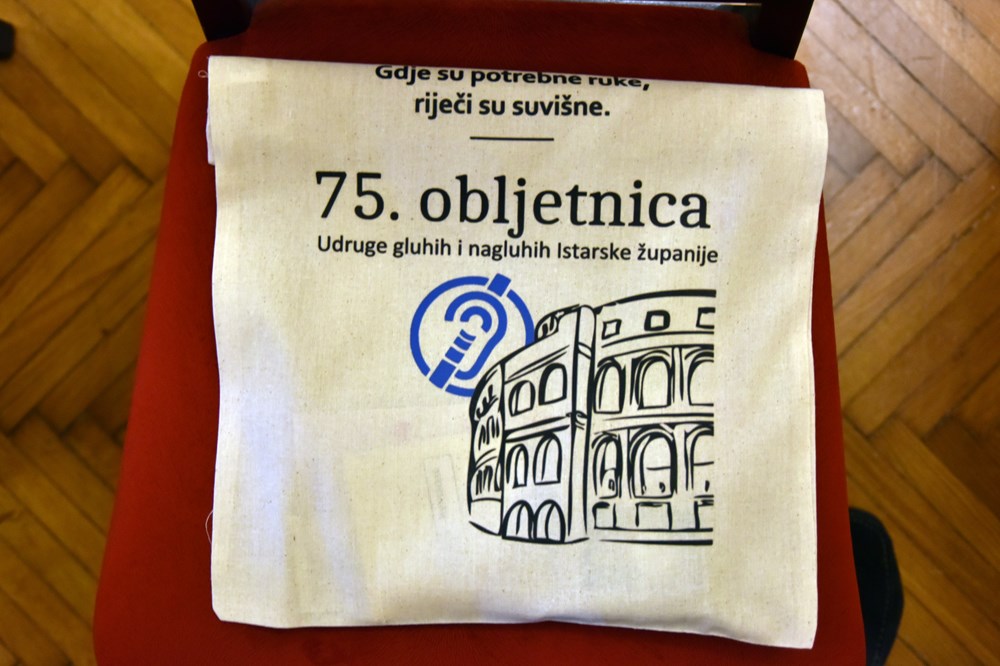 Gdje su potrebne ruke,
riječi su suvišne.
75. obljetnica
Udruge gluhih i nagluhih Istarske županije